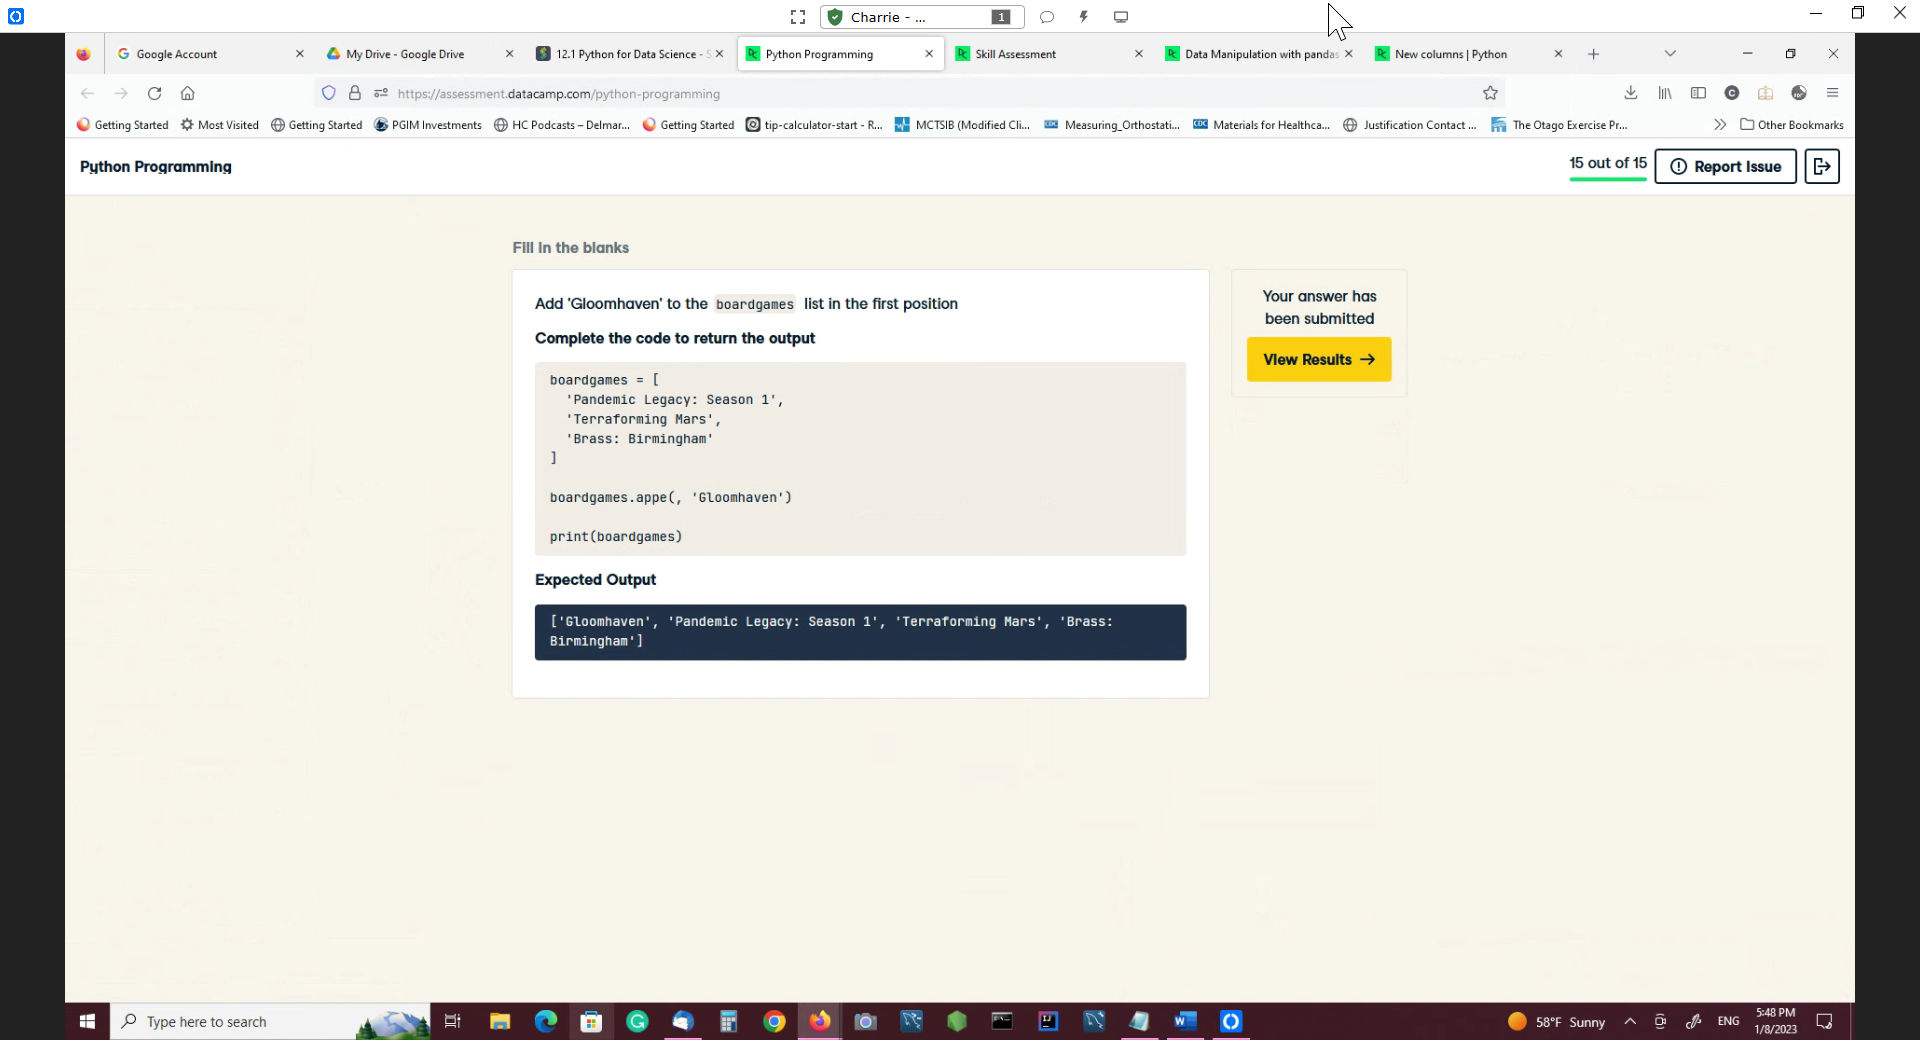 Charrie - ...
1
Google Account
My Drive - Google Drive
12.1 Python for Data Science - S
Python Programming
Skill Assessment
Data Manipulation with pandas
New columns | Python
https://assessment.datacamp.com/python-programming
Getting Started
Most Visited
Getting Started
PGIM Investments
HC Podcasts – Delmar...
Getting Started
tip-calculator-start - R...
MCTSIB (Modified Cli...
Measuring_Orthostati...
Materials for Healthca...
Justification Contact ...
The Otago Exercise Pr...
Other Bookmarks
Python Programming
15 out of 15
Report Issue
Fill in the blanks
Add 'Gloomhaven' to the boardgames list in the first position
Complete the code to return the output
boardgames = [
'Pandemic Legacy: Season 1',
'Terraforming Mars',
'Brass: Birmingham'
]
boardgames.appe(, 'Gloomhaven')
print(boardgames)
Expected Output
['Gloomhaven', 'Pandemic Legacy: Season 1', 'Terraforming Mars', 'Brass:
Birmingham']
Your answer has
been submitted
View Results →
Type here to search
58°F Sunny
ENG
5:48 PM
1/8/2023